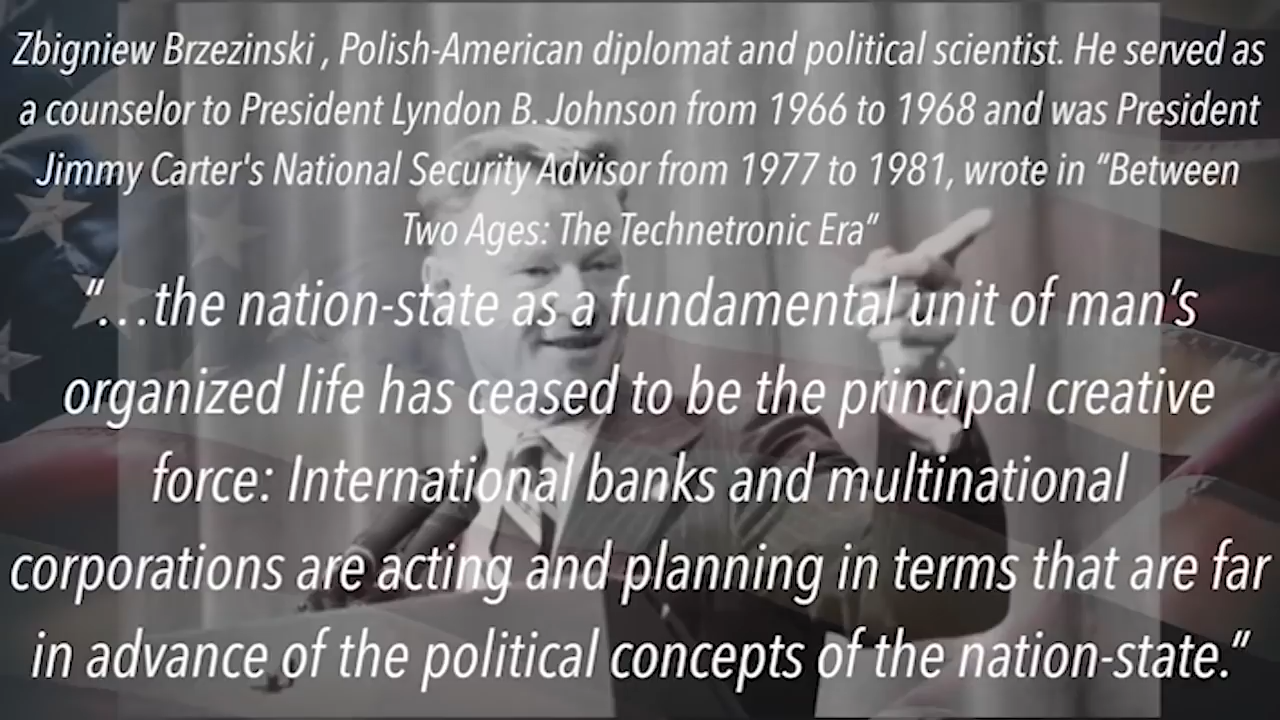 Zbigniew Brzezinski , Polish-American diplomat and political scientist. He served as
a counselor to President Lyndon B. Johnson from 1966 to 1968 and was President
Jimmy Carter's National Security Advisor from 1977 to 1981, wrote in “Between
Two Ages: The Technetronic Era”
“…the nation-state as a fundamental unit of man’s
organized life has ceased to be the principal creative
force: International banks and multinational
corporations are acting and planning in terms that are far
in advance of the political concepts of the nation-state.“